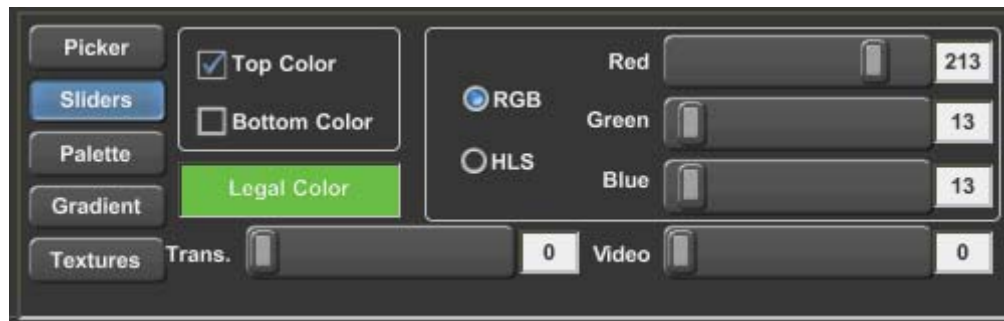 Picker
Sliders
Palette
Gradient
Textures
Top Color
Bottom Color
Legal Color
RGB
HLS
Red 213
Green 13
Blue 13
Trans. 0
Video 0